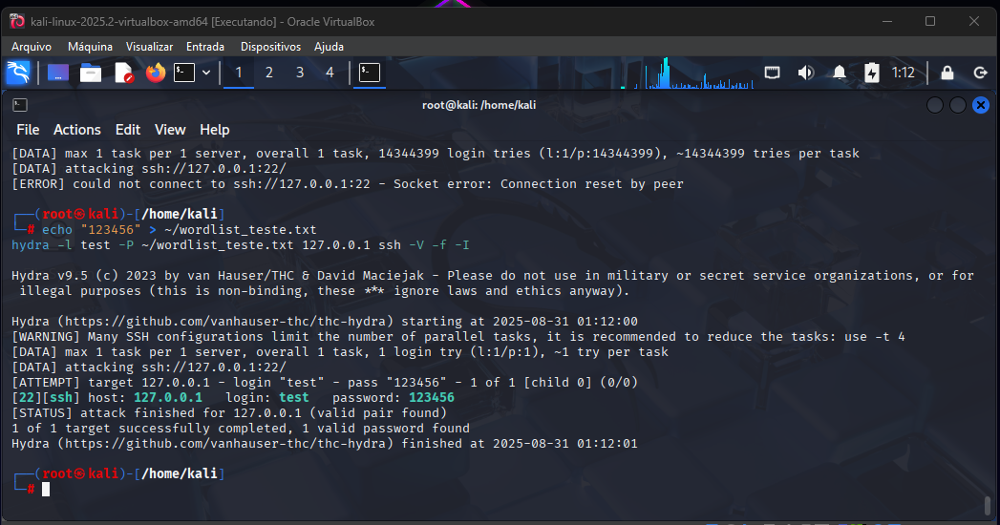 kali-linux-2025.2-virtualbox-amd64 [Executando] - Oracle VirtualBox
Arquivo Máquina Visualizar Entrada Dispositivos Ajuda
1 2 3 4 1:12
root@kali: /home/kali
File Actions Edit View Help
[DATA] max 1 task per 1 server, overall 1 task, 14344399 login tries (l:1/p:14344399), ~14344399 tries per task
[DATA] attacking ssh://127.0.0.1:22/
[ERROR] could not connect to ssh://127.0.0.1:22 - Socket error: Connection reset by peer
┌──(root㉿kali)-[/home/kali]
└─# echo "123456" > ~/wordlist_teste.txt
hydra -l test -P ~/wordlist_teste.txt 127.0.0.1 ssh -V -f -I
Hydra v9.5 (c) 2023 by van Hauser/THC & David Maciejak - Please do not use in military or secret service organizations, or for
illegal purposes (this is non-binding, these *** ignore laws and ethics anyway).
Hydra (https://github.com/vanhauser-thc/thc-hydra) starting at 2025-08-31 01:12:00
[WARNING] Many SSH configurations limit the number of parallel tasks, it is recommended to reduce the tasks: use -t 4
[DATA] max 1 task per 1 server, overall 1 task, 1 login try (l:1/p:1), ~1 try per task
[DATA] attacking ssh://127.0.0.1:22/
[ATTEMPT] target 127.0.0.1 - login "test" - pass "123456" - 1 of 1 [child 0] (0/0)
[22][ssh] host: 127.0.0.1   login: test   password: 123456
[STATUS] attack finished for 127.0.0.1 (valid pair found)
1 of 1 target successfully completed, 1 valid password found
Hydra (https://github.com/vanhauser-thc/thc-hydra) finished at 2025-08-31 01:12:01
┌──(root㉿kali)-[/home/kali]
└─#